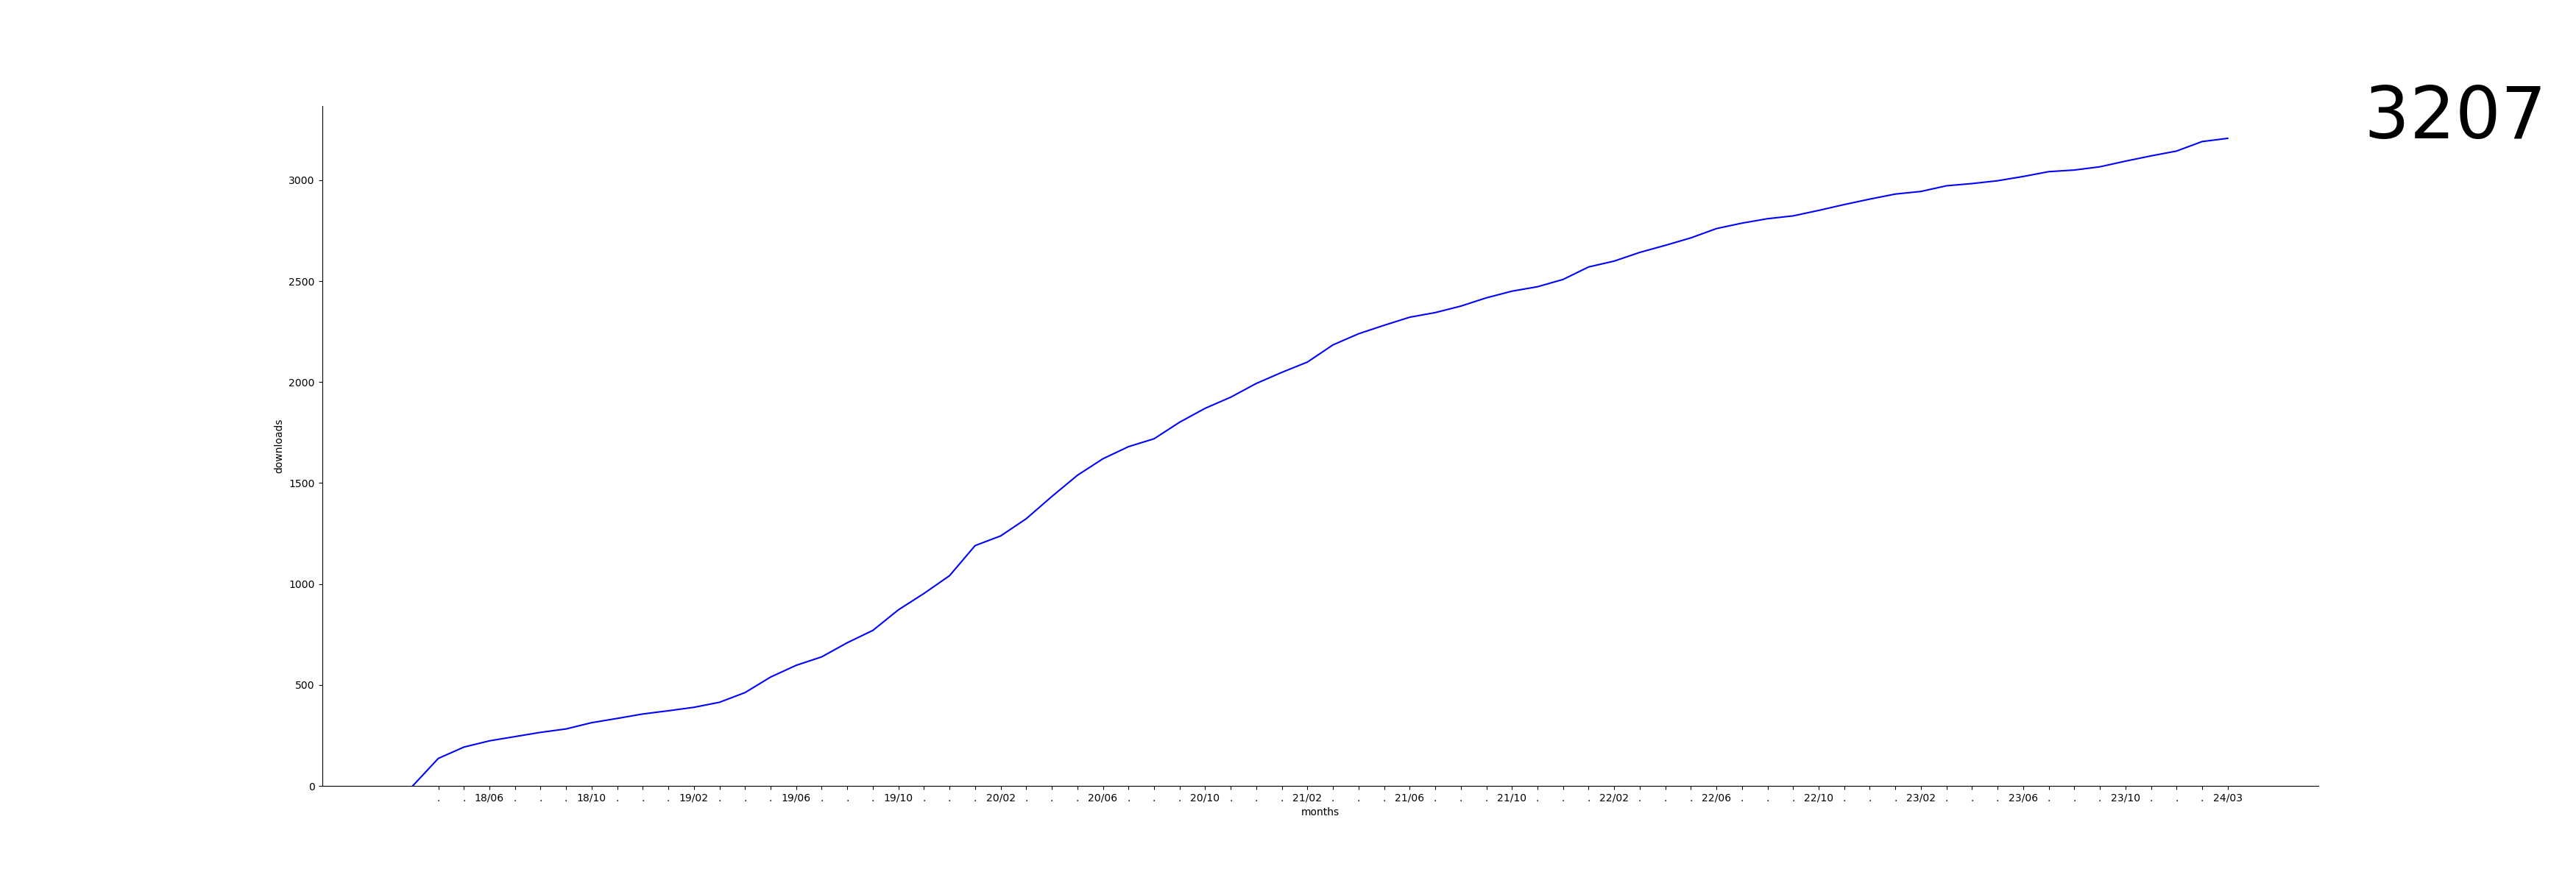 3207
3000
2500
2000
downloads
1500
1000
500
0
. . 18/06 . . . 18/10 . . . 19/02 . . . 19/06 . . . 19/10 . . . 20/02 . . . 20/06 . . . 20/10 . . . 21/02 . . . 21/06 . . . 21/10 . . . 22/02 . . . 22/06 . . . 22/10 . . . 23/02 . . . 23/06 . . . 23/10 . . . 24/03
months